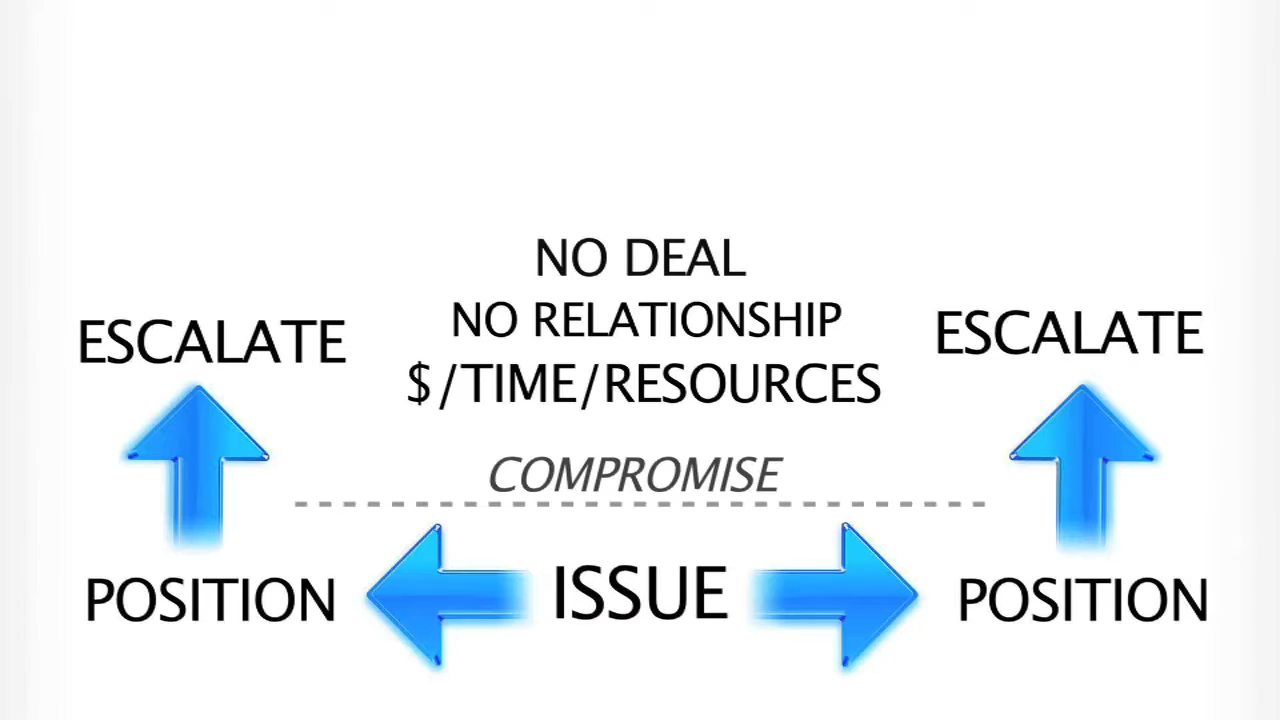 NO DEAL
NO RELATIONSHIP
ESCALATE
$/TIME/RESOURCES
ESCALATE
COMPROMISE
POSITION
ISSUE
POSITION